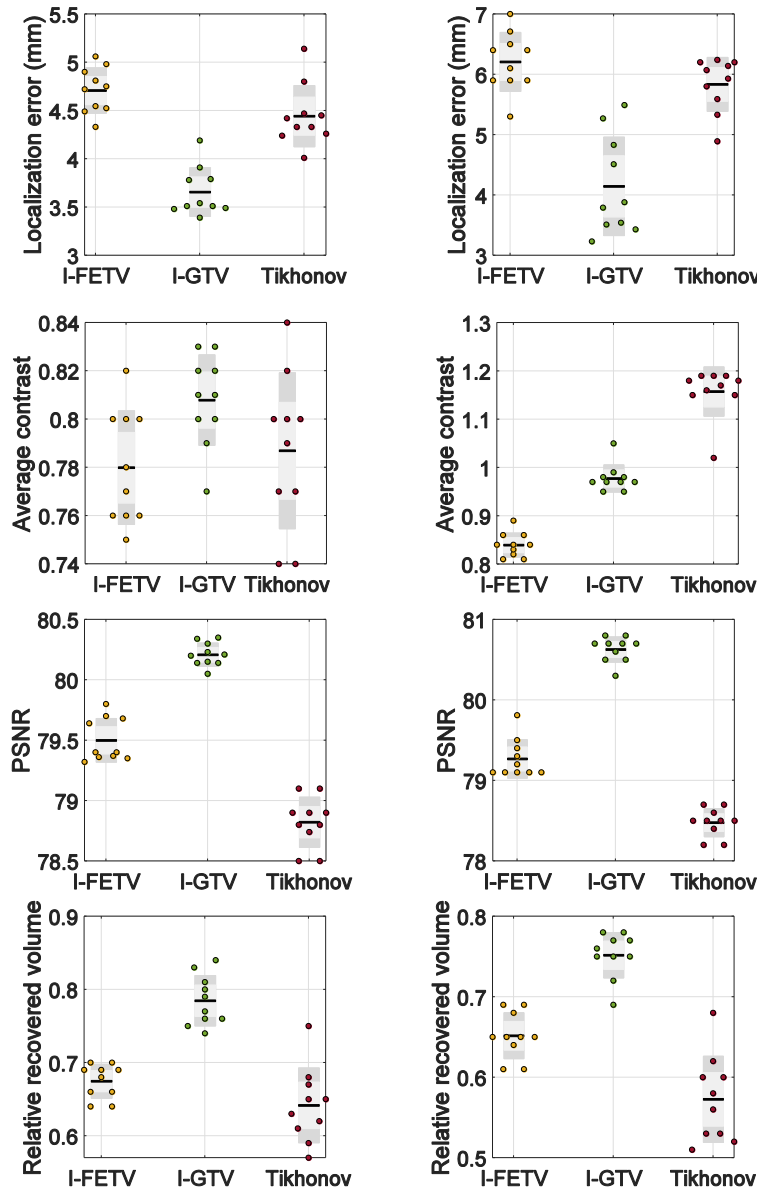 Localization error (mm)
5.5
5
4.5
4
3.5
3
I-FETV I-GTV Tikhonov
Localization error (mm)
7
6
5
4
3
I-FETV I-GTV Tikhonov
Average contrast
0.84
0.82
0.8
0.78
0.76
0.74
I-FETV I-GTV Tikhonov
Average contrast
1.3
1.2
1.1
1
0.9
0.8
I-FETV I-GTV Tikhonov
PSNR
80.5
80
79.5
79
78.5
I-FETV I-GTV Tikhonov
PSNR
81
80
79
78
I-FETV I-GTV Tikhonov
Relative recovered volume
0.9
0.8
0.7
0.6
I-FETV I-GTV Tikhonov
Relative recovered volume
0.8
0.7
0.6
0.5
I-FETV I-GTV Tikhonov